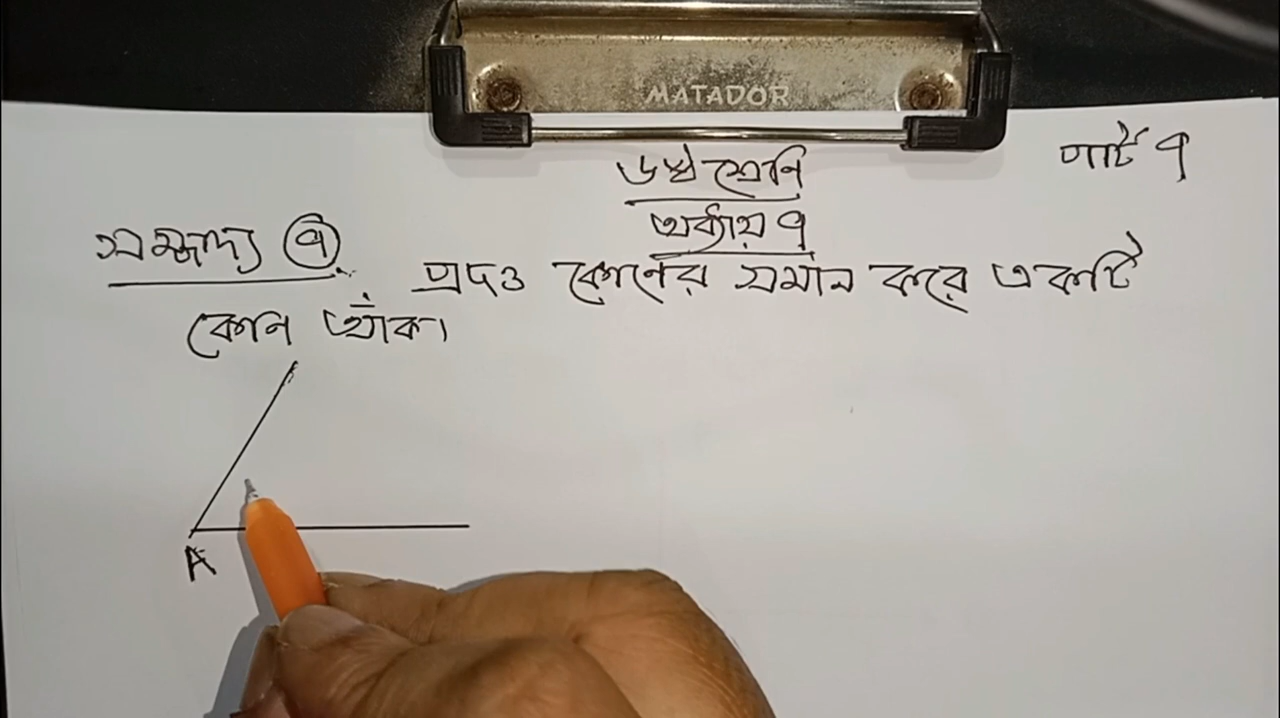 MATADOR
৬ষ্ঠ শ্রেনি
পার্ট ৭
অধ্যায় ৭
সম্পাদ্য ৭
প্রদত্ত কোণের সমান করে একটি
কোন আঁক।
A